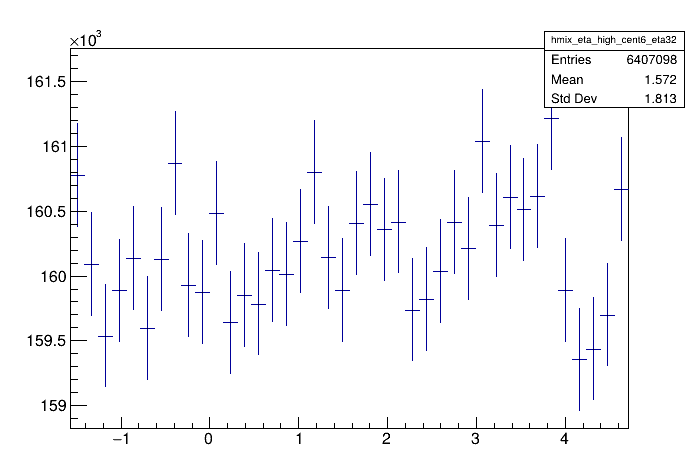 ×10³
hmix_eta_high_cent6_eta32
Entries 6407098
Mean 1.572
Std Dev 1.813
161.5
161
160.5
160
159.5
159
−1 0 1 2 3 4